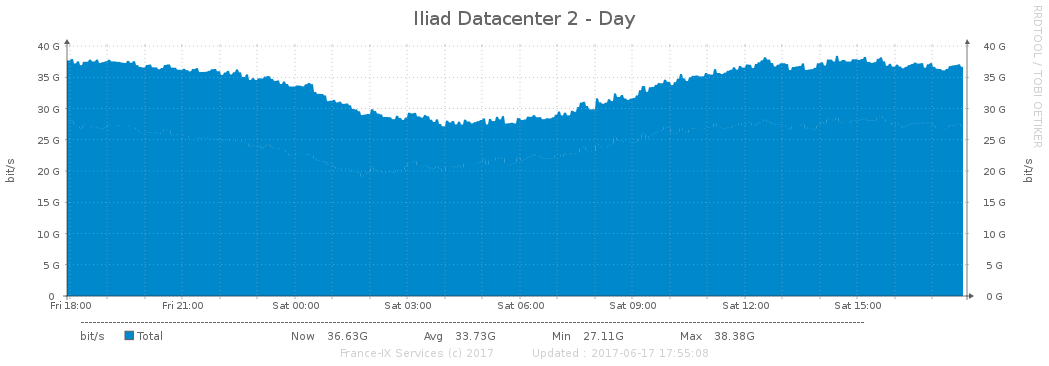 Iliad Datacenter 2 - Day
RRDTOOL / TOBI OETIKER
40 G 40 G
35 G 35 G
30 G 30 G
25 G 25 G
20 G 20 G
15 G 15 G
10 G 10 G
5 G 5 G
0 0 G
bit/s bit/s
Fri 18:00 Fri 21:00 Sat 00:00 Sat 03:00 Sat 06:00 Sat 09:00 Sat 12:00 Sat 15:00
bit/s Total Now 36.63G Avg 33.73G Min 27.11G Max 38.38G
France-IX Services (c) 2017 Updated : 2017-06-17 17:55:08